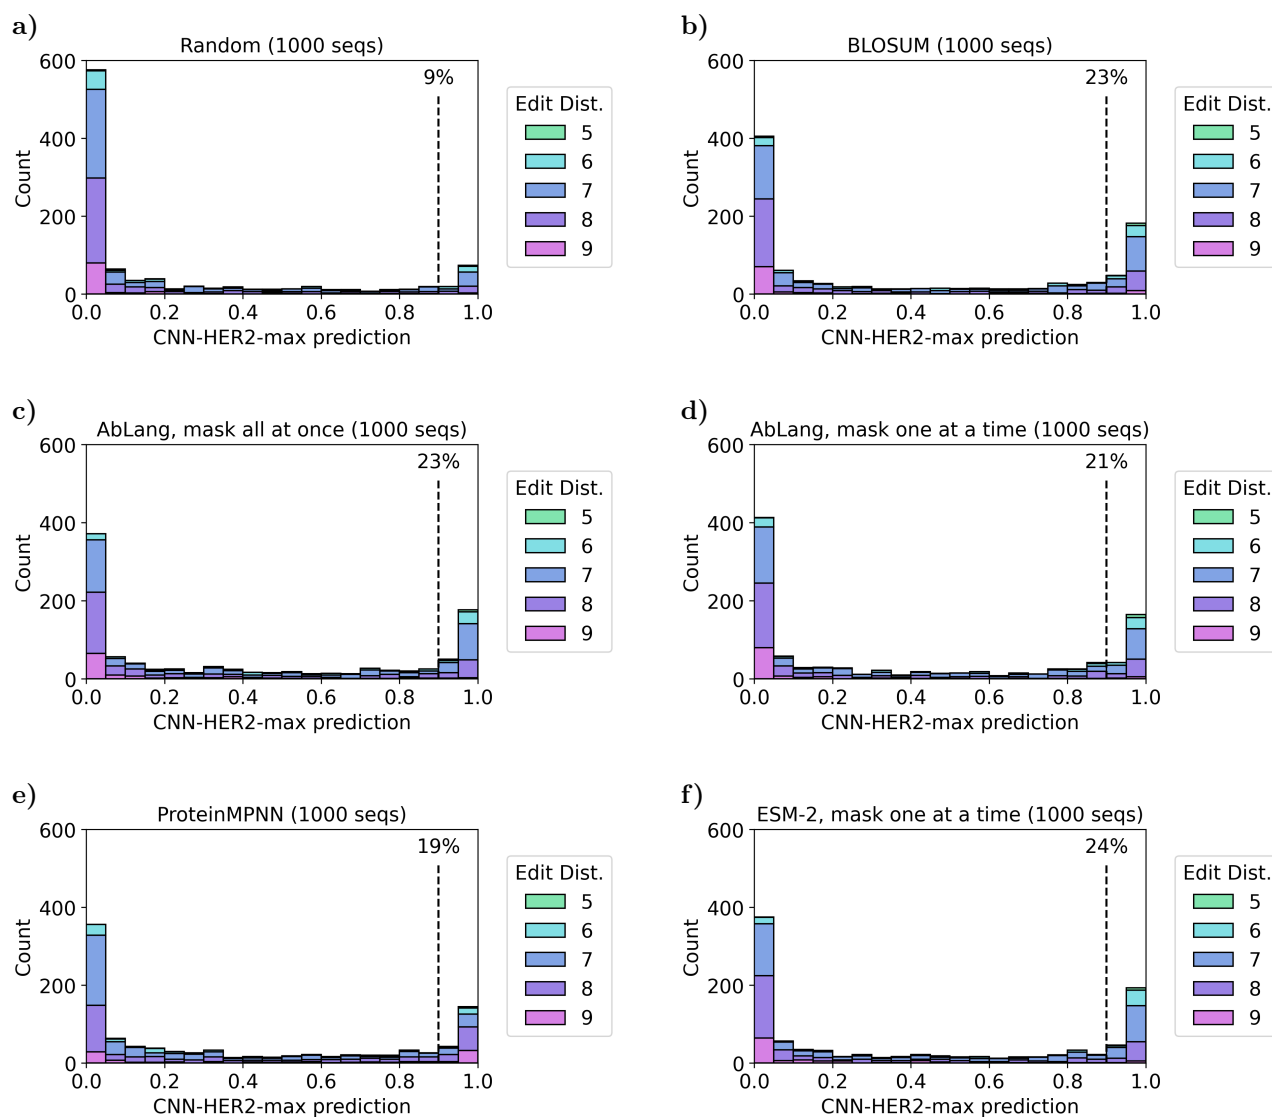 a)
Random (1000 seqs)
600
400
200
0
Count
9%
0.0 0.2 0.4 0.6 0.8 1.0
CNN-HER2-max prediction
Edit Dist.
5
6
7
8
9
b)
BLOSUM (1000 seqs)
600
400
200
0
Count
23%
0.0 0.2 0.4 0.6 0.8 1.0
CNN-HER2-max prediction
Edit Dist.
5
6
7
8
9
c)
AbLang, mask all at once (1000 seqs)
600
400
200
0
Count
23%
0.0 0.2 0.4 0.6 0.8 1.0
CNN-HER2-max prediction
Edit Dist.
5
6
7
8
9
d)
AbLang, mask one at a time (1000 seqs)
600
400
200
0
Count
21%
0.0 0.2 0.4 0.6 0.8 1.0
CNN-HER2-max prediction
Edit Dist.
5
6
7
8
9
e)
ProteinMPNN (1000 seqs)
600
400
200
0
Count
19%
0.0 0.2 0.4 0.6 0.8 1.0
CNN-HER2-max prediction
Edit Dist.
5
6
7
8
9
f)
ESM-2, mask one at a time (1000 seqs)
600
400
200
0
Count
24%
0.0 0.2 0.4 0.6 0.8 1.0
CNN-HER2-max prediction
Edit Dist.
5
6
7
8
9